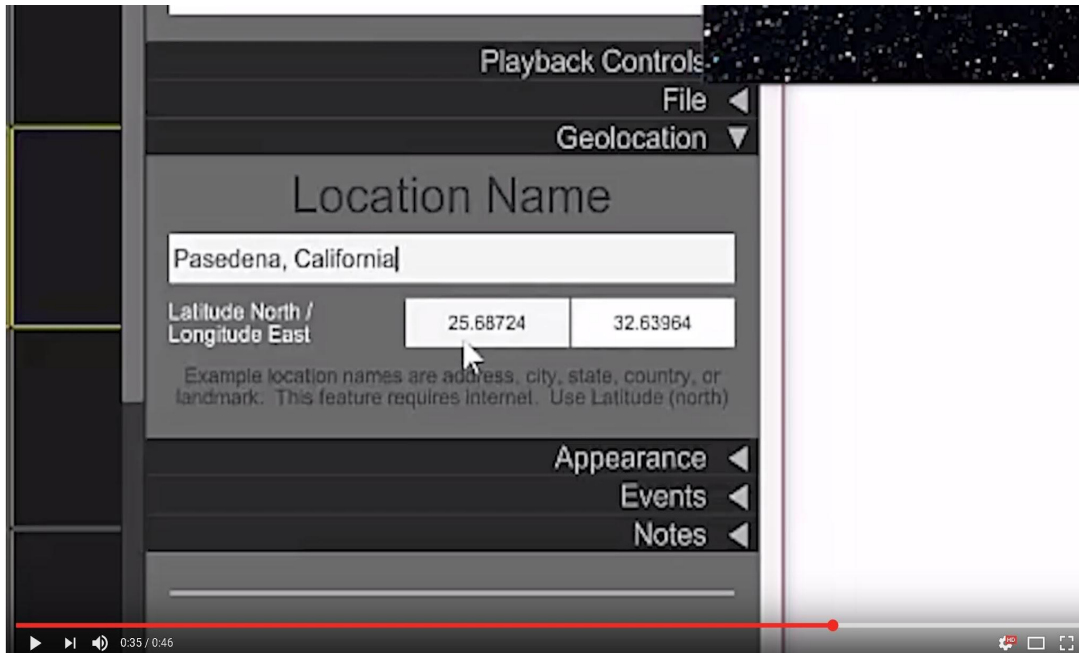 Playback Controls
File
Geolocation
Location Name
Pasedena, California
Latitude North /
Longitude East
25.68724
32.63964
Example location names are address, city, state, country, or
landmark. This feature requires Internet. Use Latitude (north)
Appearance
Events
Notes
0:35 / 0:46
HD